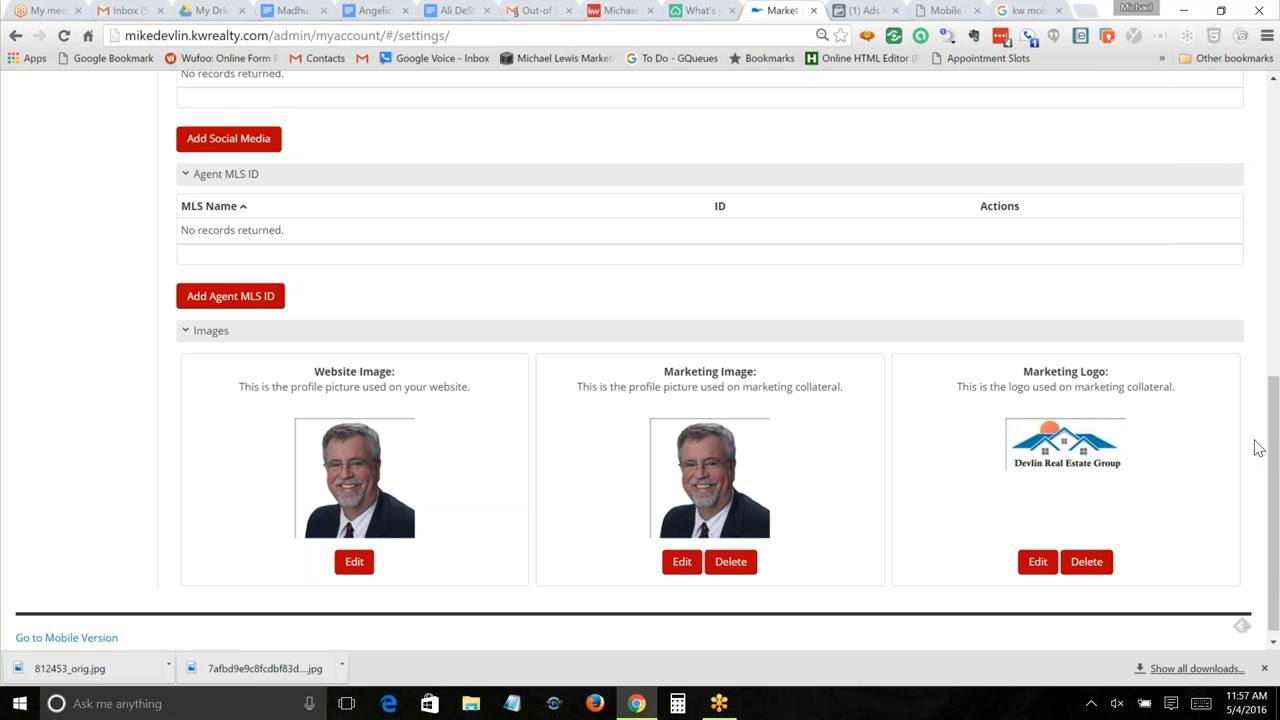 My mee
Inbox (5
My Driv
Madhu
Angelic
Ali DeS
Out-of
Michael
What's
Market
(1) Ads
Mobile
kw mo
Michael
mikedevlin.kwrealty.com/admin/myaccount/#/settings/
Apps
Google Bookmark
Wufoo: Online Form
Contacts
Google Voice - Inbox
Michael Lewis Market
To Do - GQueues
Bookmarks
Online HTML Editor
Appointment Slots
»
Other bookmarks
No records returned.
Add Social Media
Agent MLS ID
MLS Name ID Actions
No records returned.
Add Agent MLS ID
Images
Website Image:
This is the profile picture used on your website.
Edit
Marketing Image:
This is the profile picture used on marketing collateral.
Edit Delete
Marketing Logo:
This is the logo used on marketing collateral.
Devlin Real Estate Group
Edit Delete
Go to Mobile Version
812453_orig.jpg
7afbd9e9c8fcdbf83d....jpg
Show all downloads...
Ask me anything
11:57 AM
5/4/2016